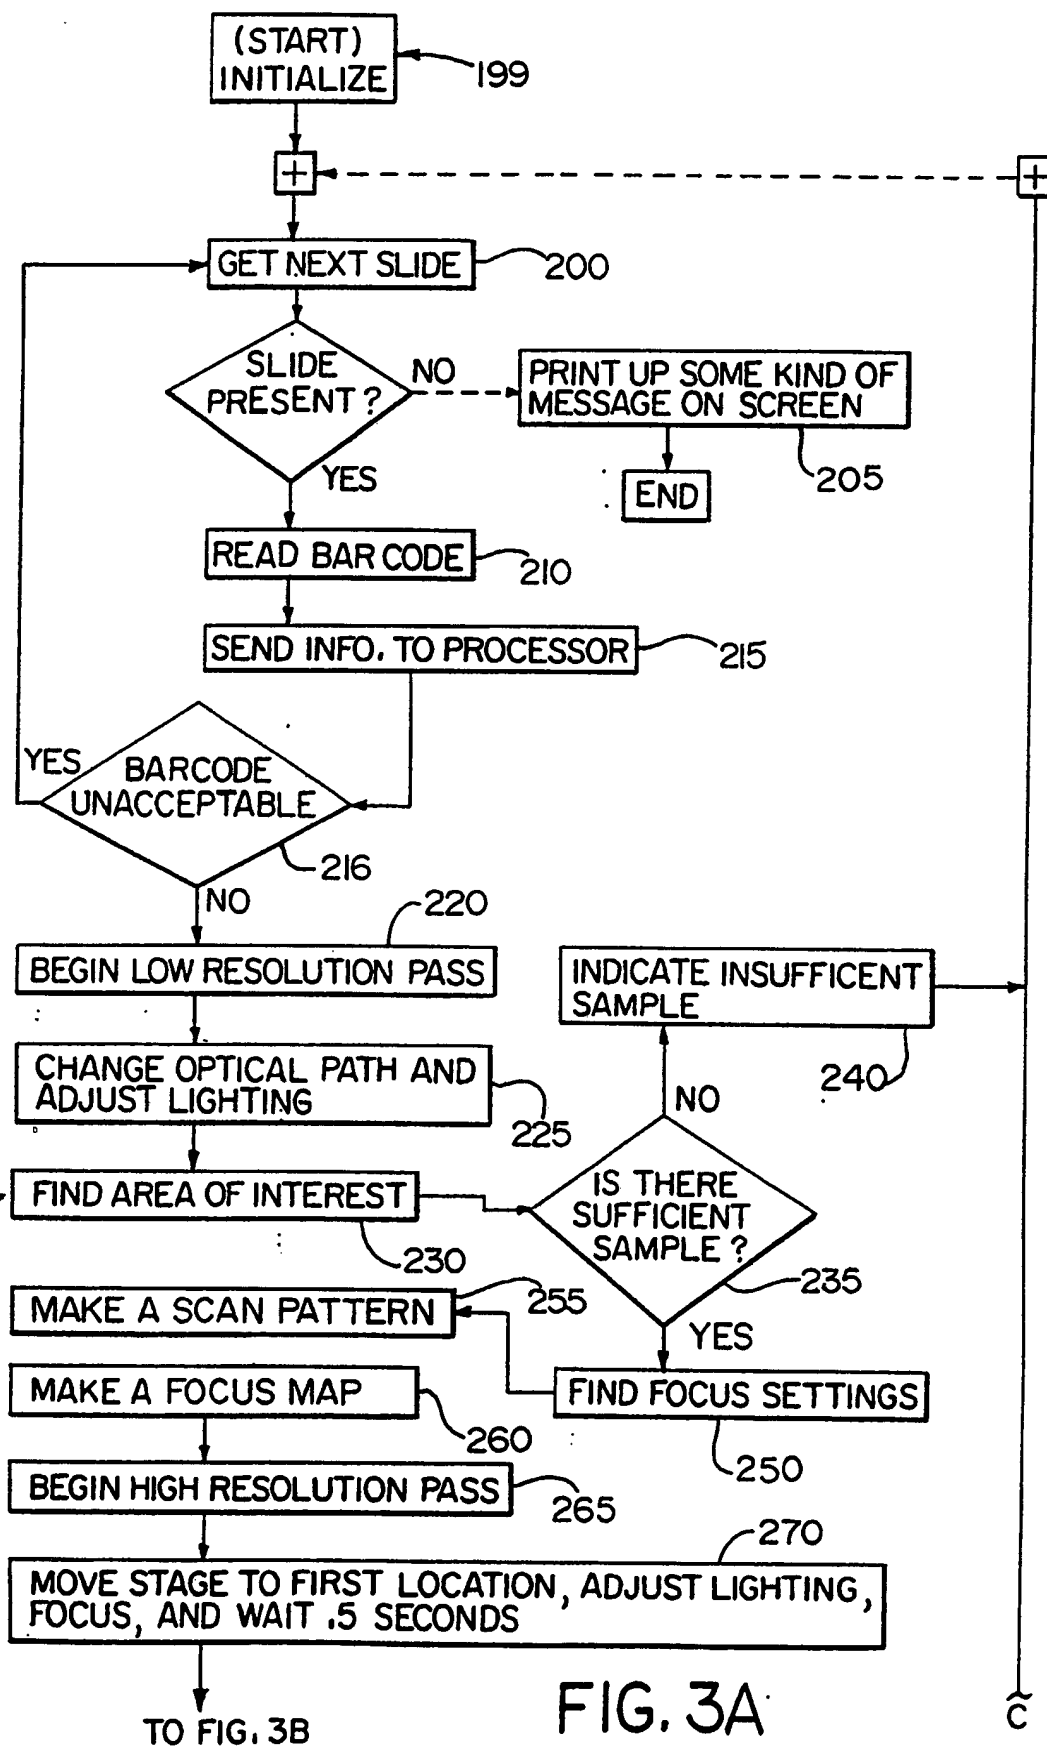 (START)
INITIALIZE
199
+
+
GET NEXT SLIDE
200
SLIDE
PRESENT?
NO
PRINT UP SOME KIND OF
MESSAGE ON SCREEN
205
YES
END
READ BAR CODE
210
SEND INFO. TO PROCESSOR
215
YES
BARCODE
UNACCEPTABLE
216
NO
220
BEGIN LOW RESOLUTION PASS
INDICATE INSUFFICENT
SAMPLE
240
CHANGE OPTICAL PATH AND
ADJUST LIGHTING
225
NO
FIND AREA OF INTEREST
230
IS THERE
SUFFICIENT
SAMPLE?
235
YES
255
MAKE A SCAN PATTERN
FIND FOCUS SETTINGS
250
MAKE A FOCUS MAP
260
BEGIN HIGH RESOLUTION PASS
265
270
MOVE STAGE TO FIRST LOCATION, ADJUST LIGHTING,
FOCUS, AND WAIT .5 SECONDS
TO FIG. 3B
FIG. 3A
C